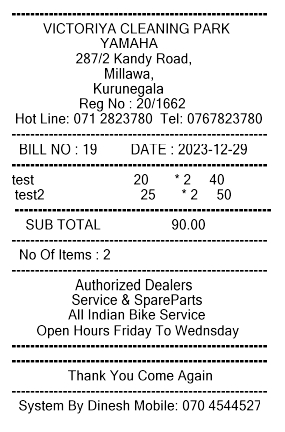 VICTORIYA CLEANING PARK
YAMAHA
287/2 Kandy Road,
Millawa,
Kurunegala
Reg No : 20/1662
Hot Line: 071 2823780 Tel: 0767823780
BILL NO : 19 DATE : 2023-12-29
test 20 * 2 40
test2 25 * 2 50
SUB TOTAL 90.00
No Of Items : 2
Authorized Dealers
Service & SpareParts
All Indian Bike Service
Open Hours Friday To Wednsday
Thank You Come Again
System By Dinesh Mobile: 070 4544527